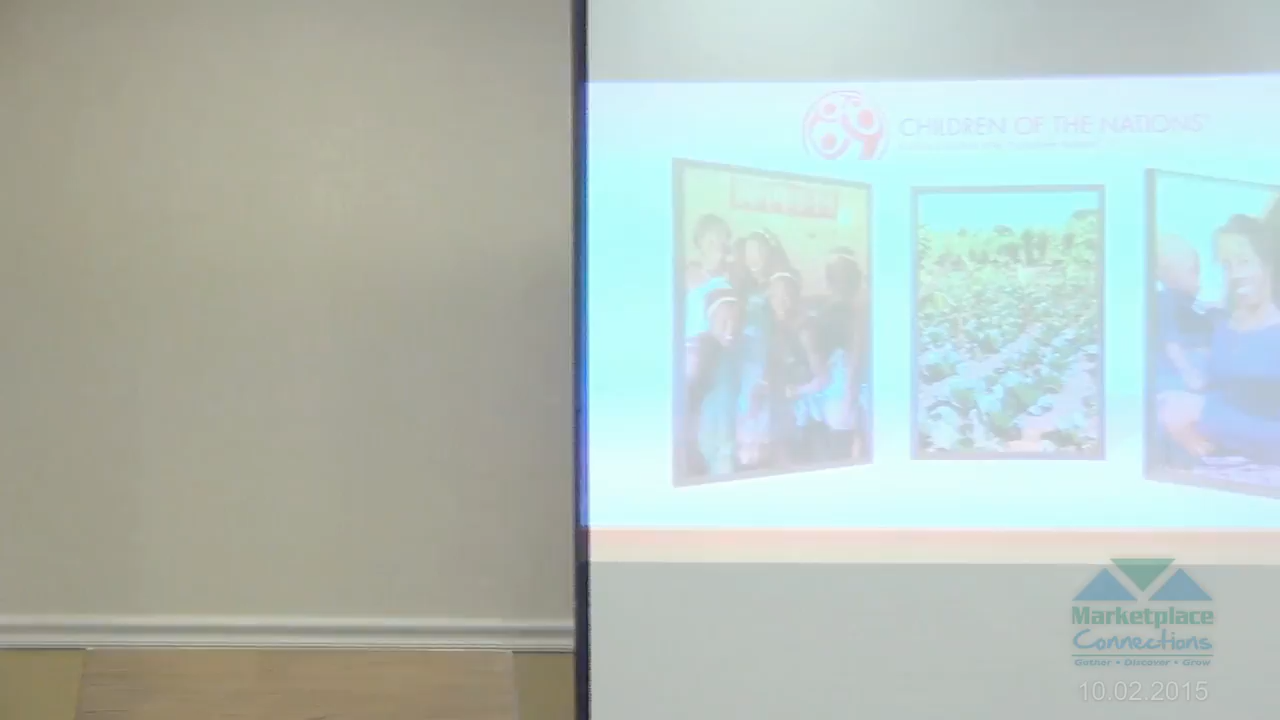 CHILDREN OF THE NATIONS
Marketplace
Connections
Gather • Discover • Grow
10.02.2015